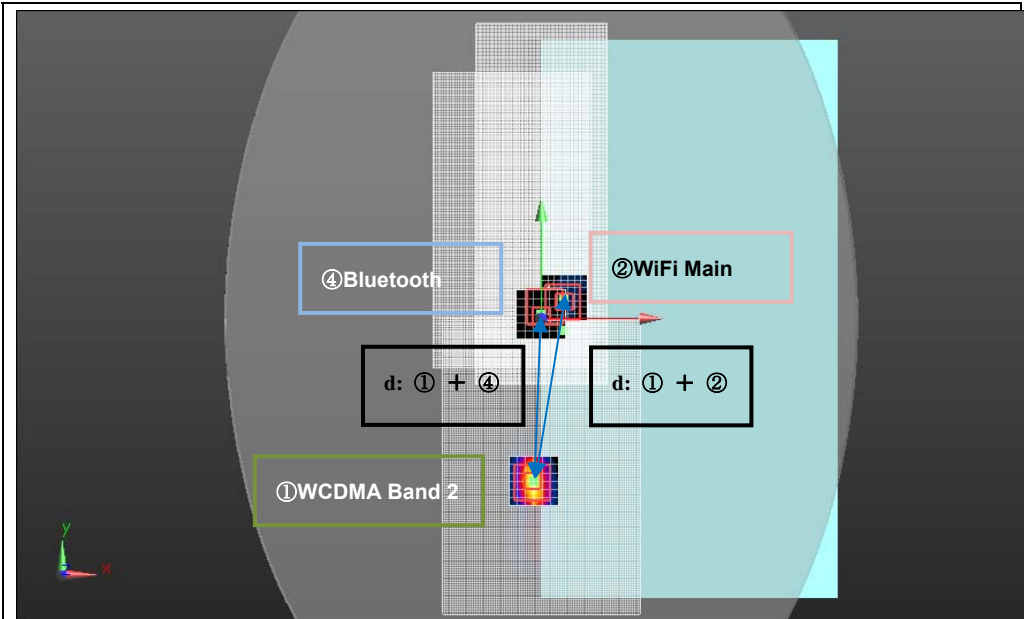 ④Bluetooth
②WiFi Main
d: ① + ④
d: ① + ②
①WCDMA Band 2
y
x